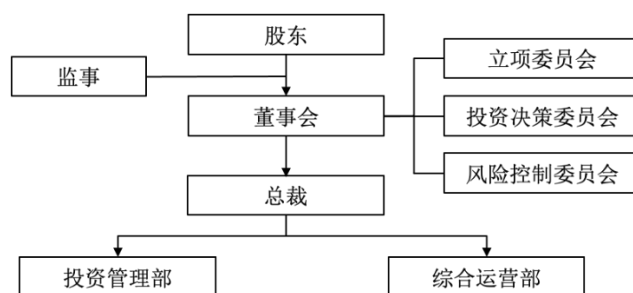 股东
监事
立项委员会
董事会
投资决策委员会
风险控制委员会
总裁
投资管理部
综合运营部